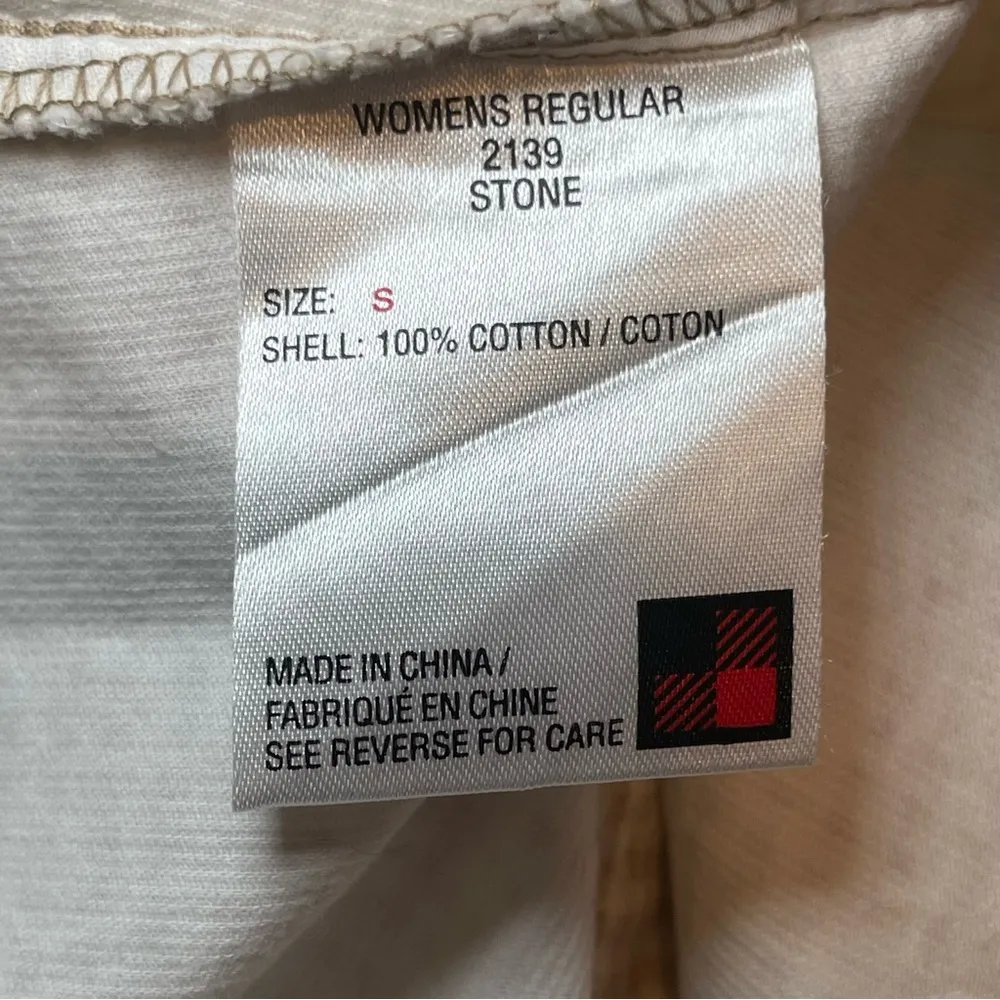 WOMENS REGULAR
2139
STONE
SIZE: S
SHELL: 100% COTTON / COTON
MADE IN CHINA /
FABRIQUÉ EN CHINE
SEE REVERSE FOR CARE